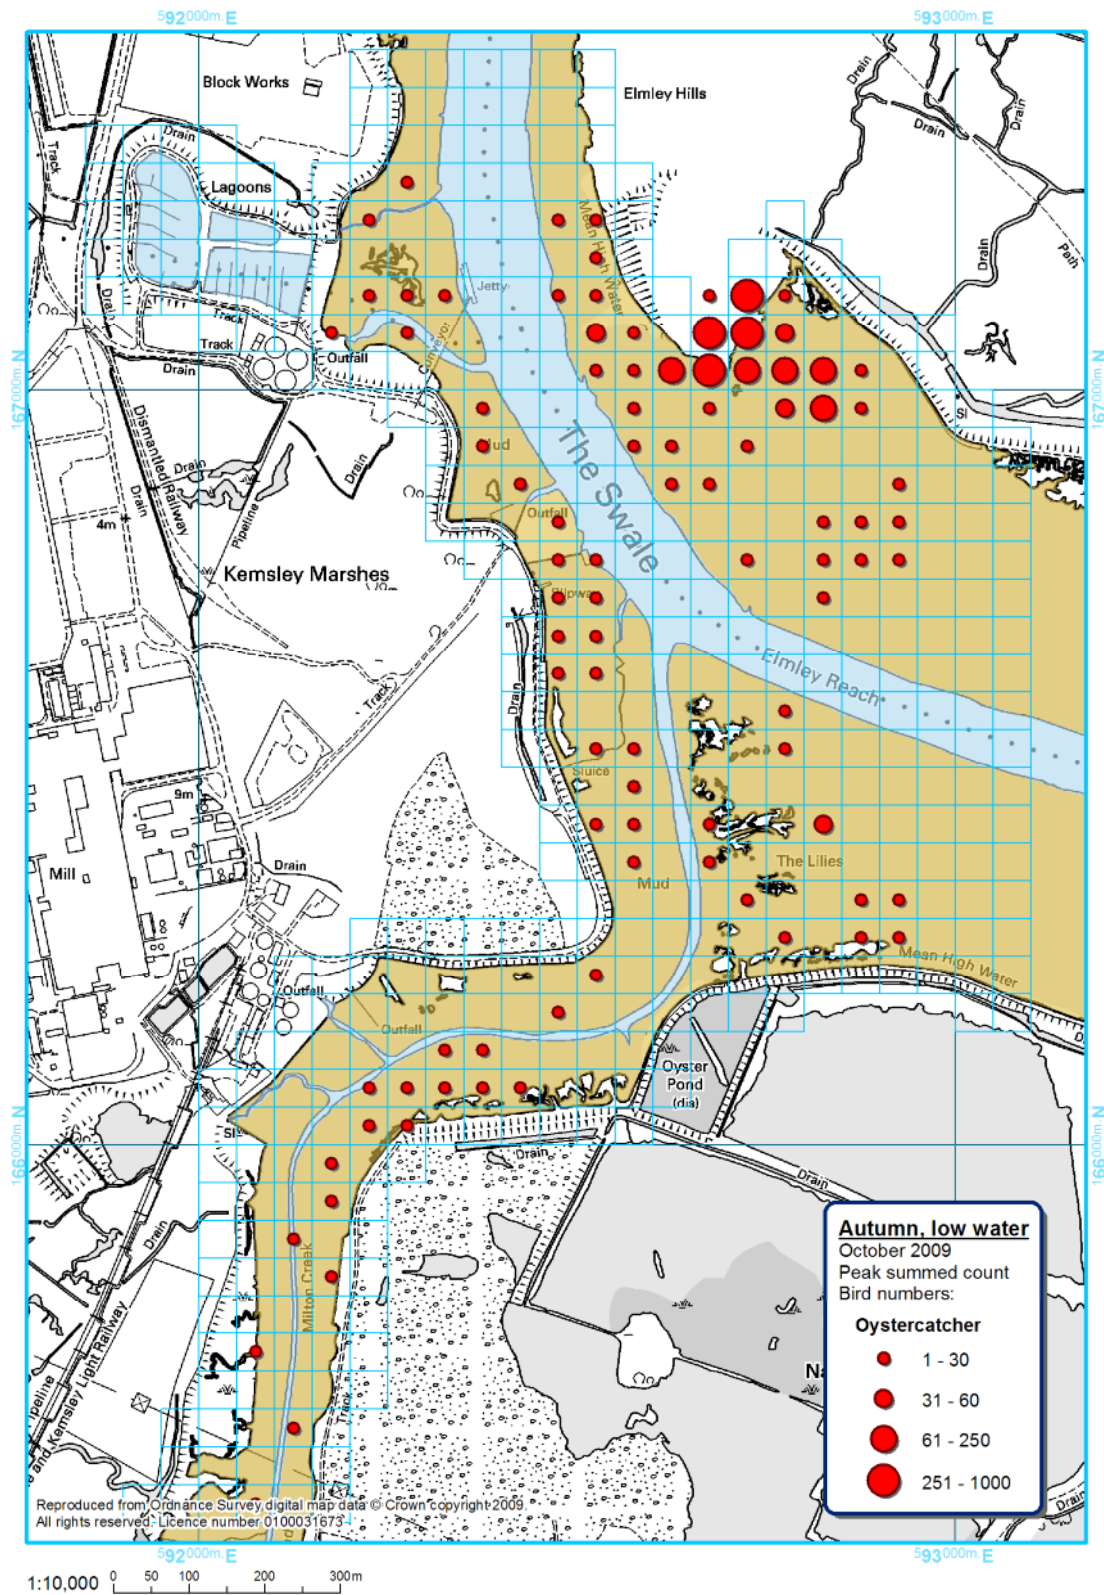 592000m. E
593000m. E
Block Works
Elmley Hills
Drain
Drain
Drain
Track
Drain
Lagoons
Mean High Water
Drain
Path
Jetty
Drain
Track
Track
Outfall
Conveyor
Drain
167000m. N
167000m. N
Sl
Dismantled Railway
Mud
The Swale
Drain
Drain
Drain
Pipeline
4m
Outfall
Kemsley Marshes
Slipway
Elmley Reach
Drain
Track
Sluice
9m
Mill
Drain
The Lilies
Mud
Mean High Water
Outfall
Outfall
Oyster
Pond
(dis)
166000m. N
166000m. N
Sl
Drain
Drain
Drain
Milton Creek
Autumn, low water
October 2009
Peak summed count
Bird numbers:
Oystercatcher
1 - 30
31 - 60
61 - 250
251 - 1000
Na
and Kemsley Light Railway
Pipeline
Track
Drain
Reproduced from Ordnance Survey digital map data © Crown copyright 2009.
All rights reserved. Licence number 0100031673
592000m. E
593000m. E
1:10,000
0 50 100 200 300m